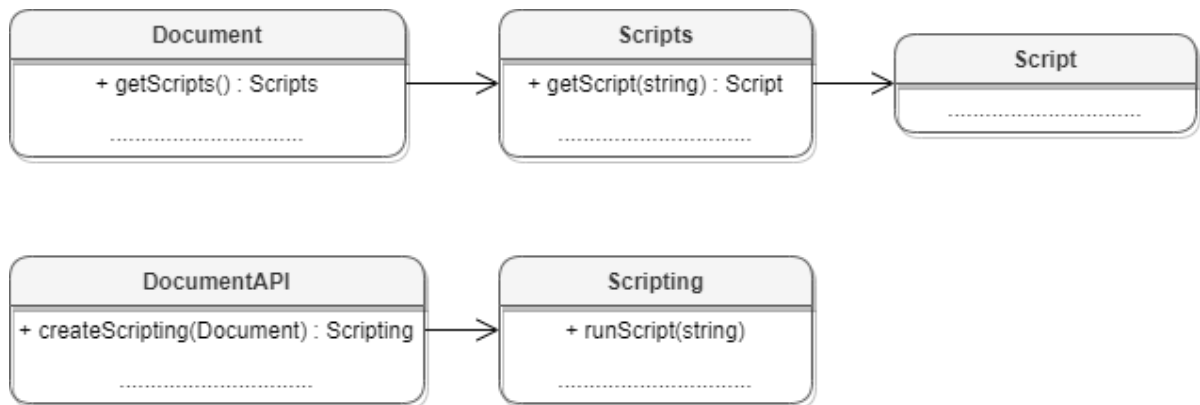 Document
+ getScripts() : Scripts
Scripts
+ getScript(string) : Script
Script
DocumentAPI
+ createScripting(Document) : Scripting
Scripting
+ runScript(string)